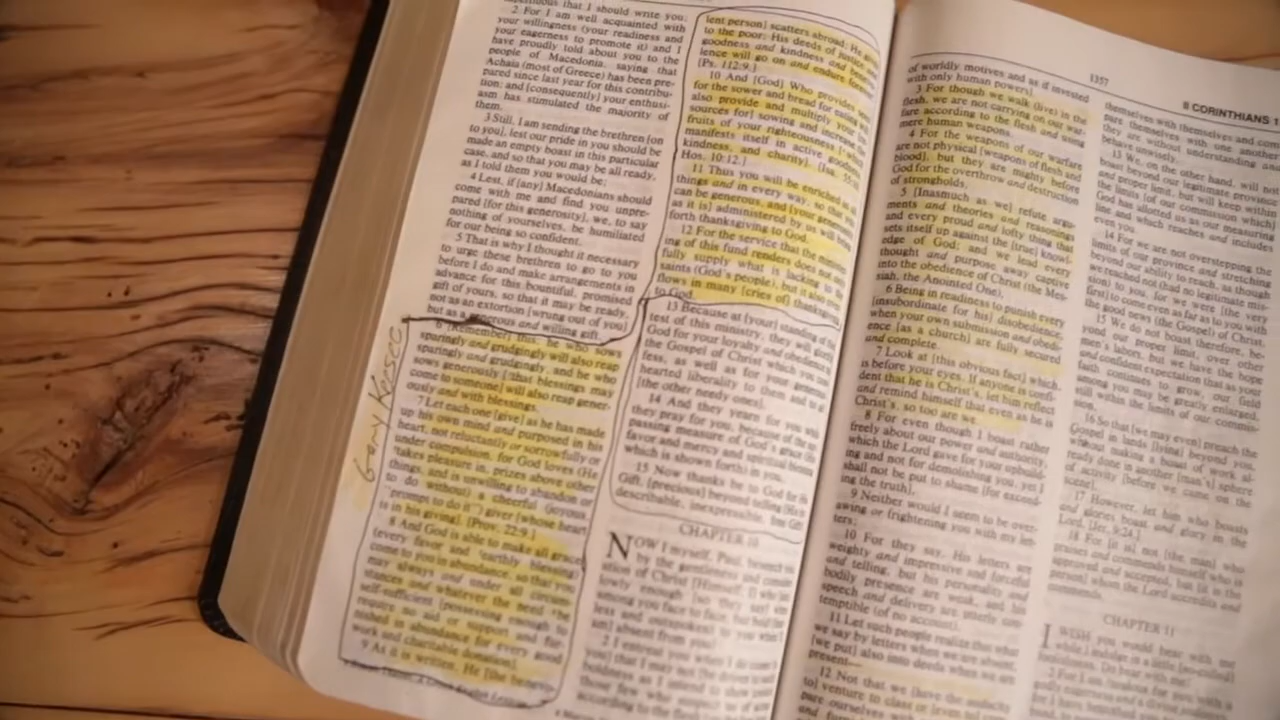 2 For I am well acquainted with
your willingness (your readiness and
your eagerness to promote it) and I
have proudly told about you to the
people of Macedonia, saying that
Achaia (most of Greece) has been pre-
pared since last year for this contribu-
tion; and [consequently] your enthusi-
asm has stimulated the majority of
them.
3 Still, I am sending the brethren [on
to you], lest our pride in you should be
made an empty boast in this particular
case, and so that you may be all ready,
as I told them you would be;
4 Lest, if [any] Macedonians should
come with me and find you unpre-
pared [for this generosity], we, to say
nothing of yourselves, be humiliated
for our being so confident.
5 That is why I thought it necessary
to urge these brethren to go to you
before I do and make arrangements in
advance for this bountiful, promised
gift of yours, so that it may be ready,
not as an extortion [wrung out of you]
but as a generous and willing gift.
6 [Remember] this: he who sows
sparingly and grudgingly will also reap
sparingly and grudgingly, and he who
sows generously [that blessings may
come to someone] will also reap gener-
ously and with blessings.
7 Let each one [give] as he has made
up his own mind and purposed in his
heart, not reluctantly or sorrowfully or
under compulsion, for God loves (He
takes pleasure in, prizes above other
things, and is unwilling to abandon or
to do without) a cheerful (joyous,
prompt to do it) giver [whose heart
is in his giving]. [Prov. 22:9.]
8 And God is able to make all grace
(every favor and earthly blessing)
come to you in abundance, so that you
may always and under all circum-
stances and whatever the need be
self-sufficient [possessing enough to
require no aid or support and fur-
nished in abundance for every good
work and charitable donation].
9 As it is written, He [the benevo-
lent person] scatters abroad; He gives
to the poor; His deeds of justice and
goodness and kindness and benevo-
lence will go on and endure forever!
[Ps. 112:9.]
10 And [God] Who provides seed
for the sower and bread for eating will
also provide and multiply your
sources for] sowing and increase the
fruits of your righteousness [which
manifests itself in active goodness,
kindness, and charity]. [Isa. 55:10;
Hos. 10:12.]
11 Thus you will be enriched in all
things and in every way, so that you
can be generous, and [your generosity
as it is] administered by us will bring
forth thanksgiving to God.
12 For the service that the minister-
ing of this fund renders does not only
fully supply what is lacking to the
saints (God's people), but it also over-
flows in many [cries of] thanksgiving
to God.
13 Because at [your] standing
test of this ministry, they will glorify
God for your loyalty and obedience to
the Gospel of Christ which you con-
fess, as well as for your generous-
hearted liberality to them and to all
[the other needy ones].
14 And they yearn for you while
they pray for you, because of the sur-
passing measure of God's grace (His
favor and mercy and spiritual blessing
which is shown forth) in you.
15 Now thanks be to God for His
Gift, [precious] beyond telling [His in-
describable, inexpressible, free Gift]!
CHAPTER 10
NOW I myself, Paul, beseech you,
by the gentleness
ation of Christ [Himself; I] who
lowly enough [so they say] when
among you face to face, but
less and outspoken
am] absent from you!
1357
II CORINTHIANS 1
of worldly motives and as if invested
with only human powers].
3 For though we walk (live) in the
flesh, we are not carrying on our war-
fare according to the flesh and using
mere human weapons.
4 For the weapons of our warfare
are not physical [weapons of flesh and
blood], but they are mighty before
God for the overthrow and destruction
of strongholds,
5 [Inasmuch as we] refute argu-
ments and theories and reasonings
and every proud and lofty thing that
sets itself up against the [true] knowl-
edge of God; and we lead every
thought and purpose away captive
into the obedience of Christ (the Mes-
siah, the Anointed One),
6 Being in readiness to punish every
[insubordinate for his] disobedience,
when your own submission and obedi-
ence [as a church] are fully secured
and complete.
7 Look at [this obvious fact] which
is before your eyes. If anyone is confi-
dent that he is Christ's, let him reflect
and remind himself that even as he is
Christ's, so too are we.
8 For even though I boast rather
freely about our power and authority,
which the Lord gave for your upbuild-
ing and not for demolishing you, yet I
shall not be put to shame [for exceed-
ing the truth],
9 Neither would I seem to be over-
awing or frightening you with my let-
ters;
10 For they say, His letters are
weighty and impressive and forceful
and telling, but his personality and
bodily presence are weak, and his
speech and delivery are utterly con-
temptible (of no account).
11 Let such people realize that what
we say by letters when we are absent,
[we put] also into deeds when we are
present—
12 Not that we [have the audacity
to] venture to class or [even to] com-
pare ourselves with
themselves with themselves and com-
pare themselves with one another,
they are without understanding and
behave unwisely.
13 We, on the other hand, will not
boast beyond our legitimate province
and proper limit, but will keep within
the limits [of our commission which]
God has allotted us as our measuring
line and which reaches and includes
even you.
14 For we are not overstepping the
limits of our province and stretching
beyond our ability to reach, as though
we reached not (had no legitimate mis-
sion) to you, for we were [the very
first] to come even as far as to you with
the good news (the Gospel) of Christ.
15 We do not boast therefore, be-
yond our proper limit, over other
men's labors, but we have the hope
and confident expectation that as your
faith continues to grow, our field
among you may be greatly enlarged,
still within the limits of our commis-
sion,
16 So that [we may even] preach the
Gospel in lands [lying] beyond you,
without making a boast of work al-
ready done in another [man's] sphere
of activity [before we came on the
scene].
17 However, let him who boasts
and glories boast and glory in the
Lord. [Jer. 9:24.]
18 For [it is] not [the man] who
praises and commends himself who is
approved and accepted, but [it is the
person] whom the Lord accredits and
commends.
CHAPTER 11
I WISH you would bear with me
while I indulge in a little [so-called]
foolishness. Do bear with me!